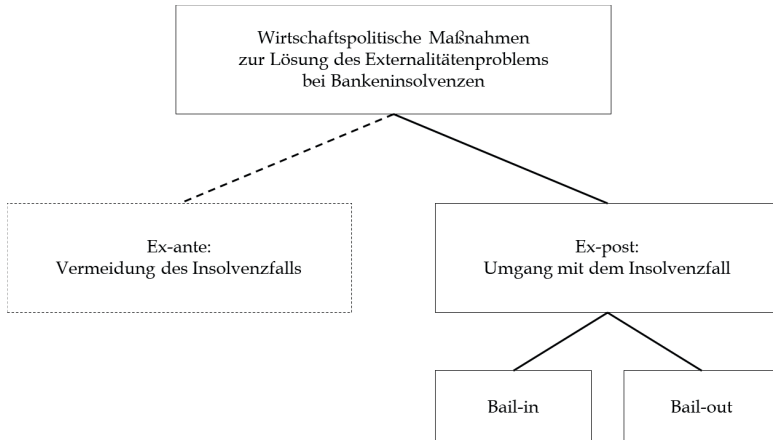 Wirtschaftspolitische Maßnahmen
zur Lösung des Externalitätenproblems
bei Bankeninsolvenzen
Ex-ante:
Vermeidung des Insolvenzfalls
Ex-post:
Umgang mit dem Insolvenzfall
Bail-in
Bail-out